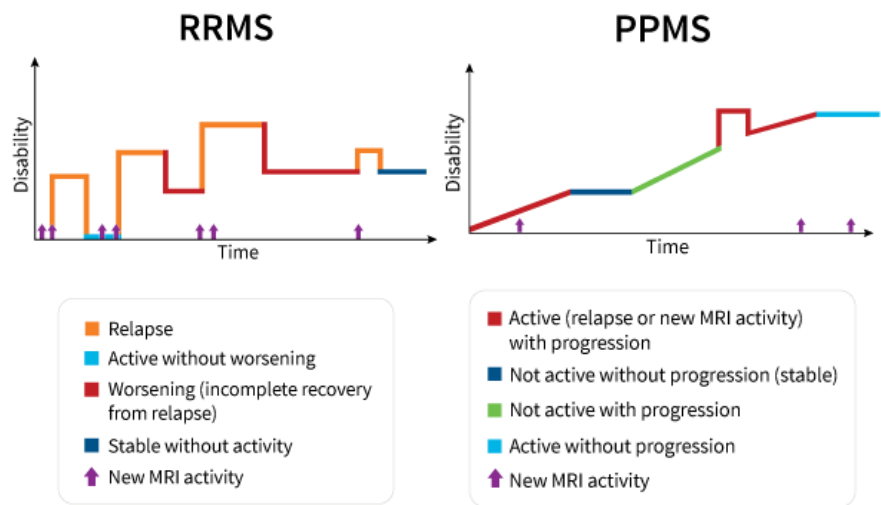 RRMS
Disability
Time
Relapse
Active without worsening
Worsening (incomplete recovery
from relapse)
Stable without activity
New MRI activity
PPMS
Disability
Time
Active (relapse or new MRI activity)
with progression
Not active without progression (stable)
Not active with progression
Active without progression
New MRI activity